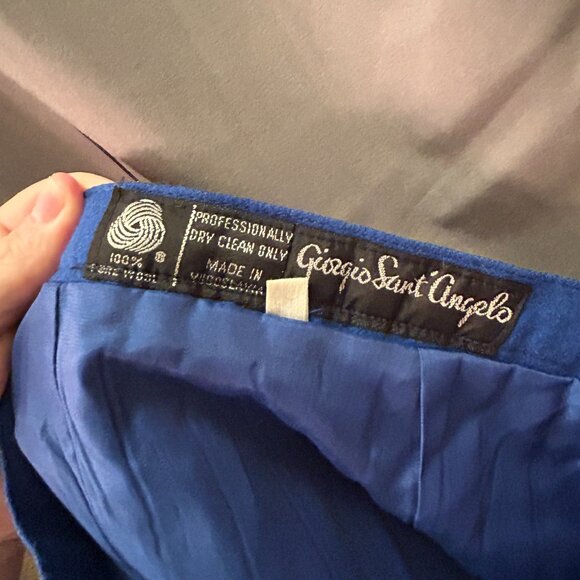 100% ®
PURE WOOL
PROFESSIONALLY
DRY CLEAN ONLY
MADE IN
YUGOSLAVIA
Giorgio Sant'Angelo